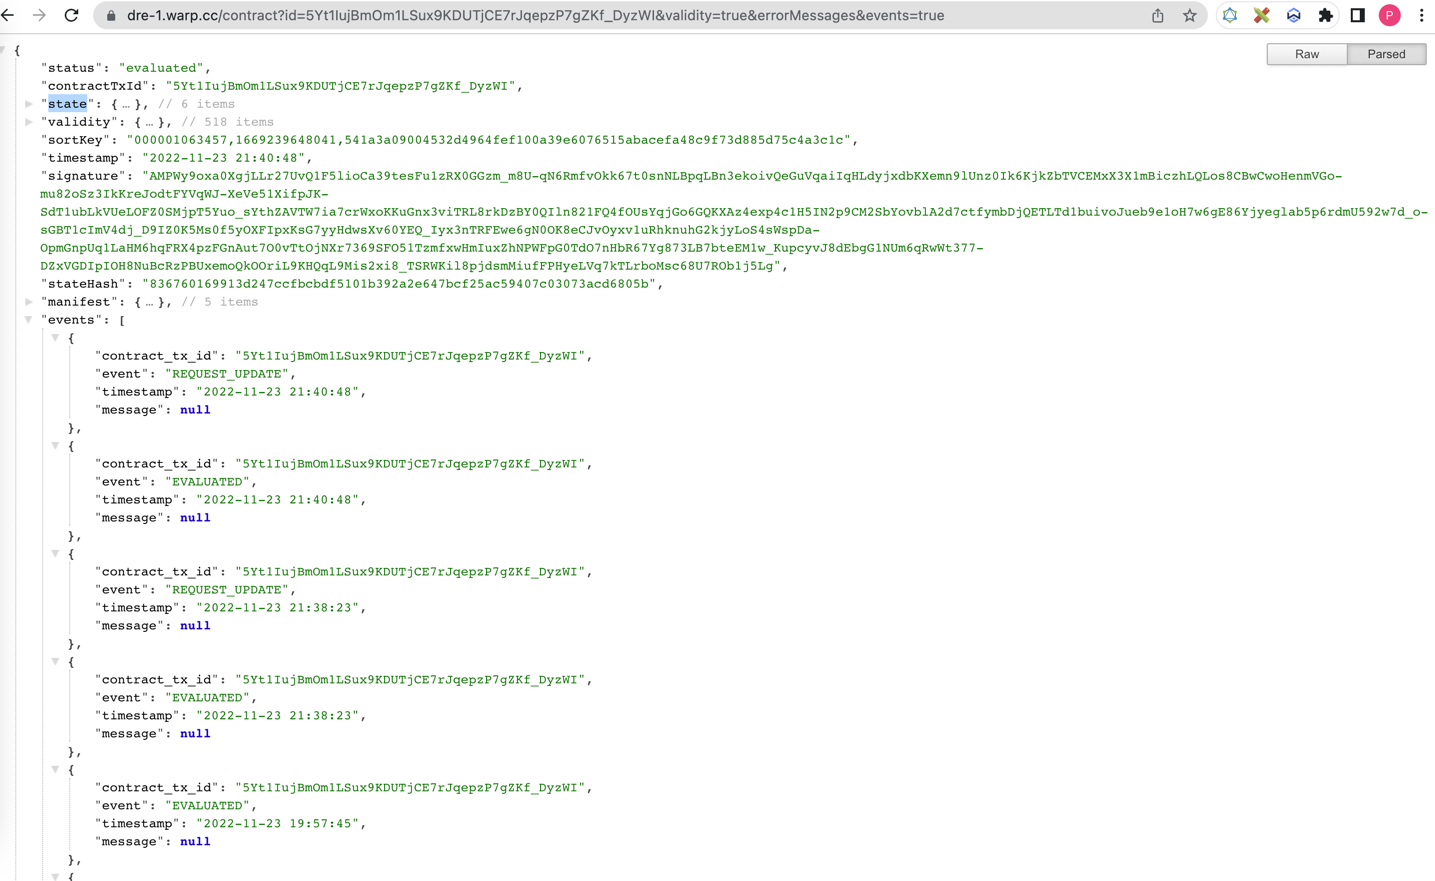 dre-1.warp.cc/contract?id=5Yt1IujBmOm1LSux9KDUTjCE7rJqepzP7gZKf_DyzWI&validity=true&errorMessages&events=true
P
Raw Parsed
{
"status": "evaluated",
"contractTxId": "5Yt1IujBmOm1LSux9KDUTjCE7rJqepzP7gZKf_DyzWI",
"state": { … }, // 6 items
"validity": { … }, // 518 items
"sortKey": "000001063457,1669239648041,541a3a09004532d4964fef100a39e6076515abacefa48c9f73d885d75c4a3c1c",
"timestamp": "2022-11-23 21:40:48",
"signature": "AMPWy9oxa0XgjLLr27UvQ1F5lioCa39tesFu1zRX0GGzm_m8U-qN6RmfvOkk67t0snNLBpqLBn3ekoivQeGuVqaiIqHLdyjxdbKXemn9lUnz0Ik6KjkZbTVCEMxX3X1mBiczhLQLos8CBwCwoHenmVGo-
mu82oSz3IkKreJodtFYVqWJ-XeVe51XifpJK-
SdT1ubLkVUeLOFZ0SMjpT5Yuo_sYthZAVTW7ia7crWxoKKuGnx3viTRL8rkDzBY0QIln821FQ4fOUsYqjGo6GQKXAz4exp4c1H5IN2p9CM2SbYovblA2d7ctfymbDjQETLTd1buivoJueb9e1oH7w6gE86Yjyeglab5p6rdmU592w7d_o-
sGBT1cImV4dj_D9IZ0K5Ms0f5yOXFIpxKsG7yyHdwsXv60YEQ_Iyx3nTRFEwe6gN0OK8eCJvOyxv1uRhknuhG2kjyLoS4sWspDa-
OpmGnpUq1LaHM6hqFRX4pzFGnAut7O0vTtOjNXr7369SFO51TzmfxwHmIuxZhNPWFpG0TdO7nHbR67Yg873LB7bteEM1w_KupcyvJ8dEbgG1NUm6qRwWt377-
DZxVGDIpIOH8NuBcRzPBUxemoQkOOriL9KHQqL9Mis2xi8_TSRWKil8pjdsmMiufFPHyeLVq7kTLrboMsc68U7ROb1j5Lg",
"stateHash": "836760169913d247ccfbcbdf5101b392a2e647bcf25ac59407c03073acd6805b",
"manifest": { … }, // 5 items
"events": [
{
"contract_tx_id": "5Yt1IujBmOm1LSux9KDUTjCE7rJqepzP7gZKf_DyzWI",
"event": "REQUEST_UPDATE",
"timestamp": "2022-11-23 21:40:48",
"message": null
},
{
"contract_tx_id": "5Yt1IujBmOm1LSux9KDUTjCE7rJqepzP7gZKf_DyzWI",
"event": "EVALUATED",
"timestamp": "2022-11-23 21:40:48",
"message": null
},
{
"contract_tx_id": "5Yt1IujBmOm1LSux9KDUTjCE7rJqepzP7gZKf_DyzWI",
"event": "REQUEST_UPDATE",
"timestamp": "2022-11-23 21:38:23",
"message": null
},
{
"contract_tx_id": "5Yt1IujBmOm1LSux9KDUTjCE7rJqepzP7gZKf_DyzWI",
"event": "EVALUATED",
"timestamp": "2022-11-23 21:38:23",
"message": null
},
{
"contract_tx_id": "5Yt1IujBmOm1LSux9KDUTjCE7rJqepzP7gZKf_DyzWI",
"event": "EVALUATED",
"timestamp": "2022-11-23 19:57:45",
"message": null
},
{